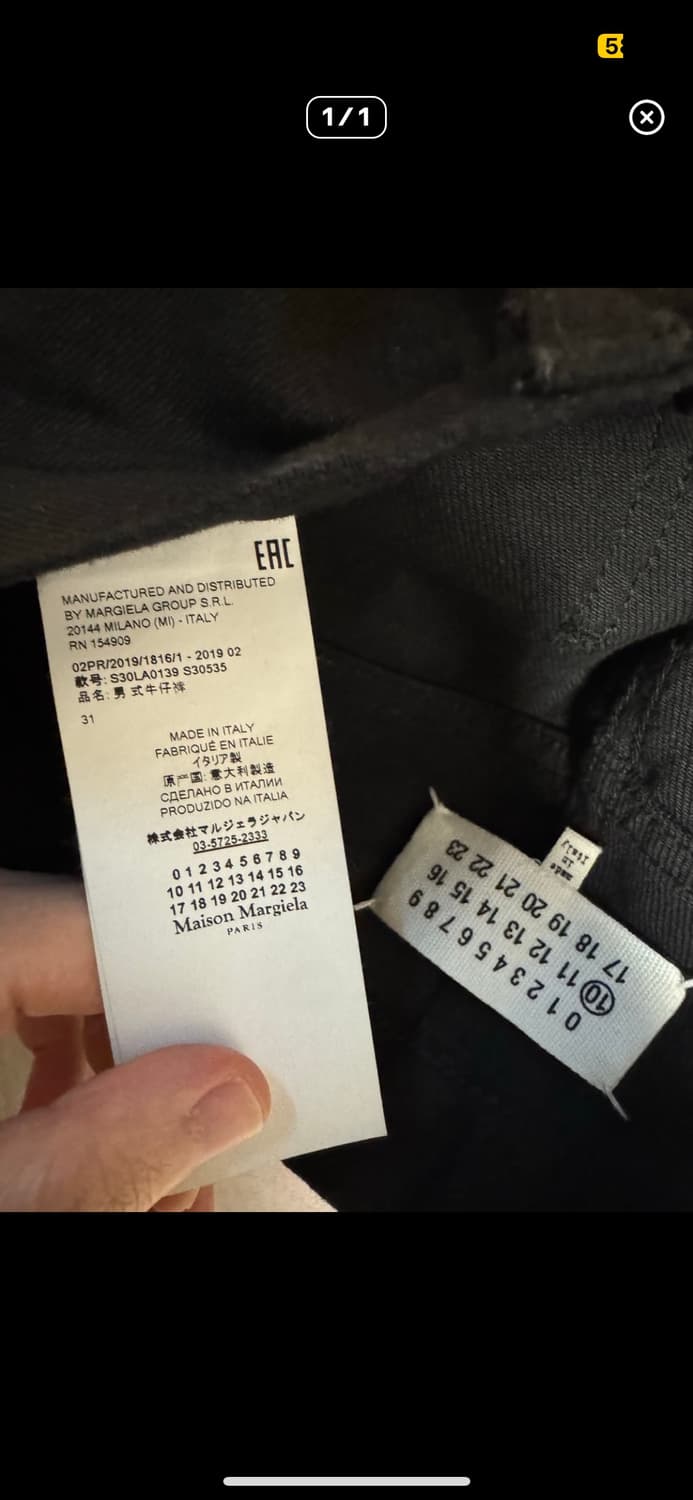 5
1/1
EAC
MANUFACTURED AND DISTRIBUTED
BY MARGIELA GROUP S.R.L.
20144 MILANO (MI) - ITALY
RN 154909
02PR/2019/1816/1 - 2019 02
款号: S30LA0139 S30535
品名: 男 式牛仔裤
31
MADE IN ITALY
FABRIQUÉ EN ITALIE
イタリア製
原产国: 意大利製造
СДЕЛАНО В ИТАЛИИ
PRODUZIDO NA ITALIA
株式会社マルジェラジャパン
03-5725-2333
0 1 2 3 4 5 6 7 8 9
10 11 12 13 14 15 16
17 18 19 20 21 22 23
Maison Margiela
PARIS
made
in
Italy
0 1 2 3 4 5 6 7 8 9
10 11 12 13 14 15 16
17 18 19 20 21 22 23